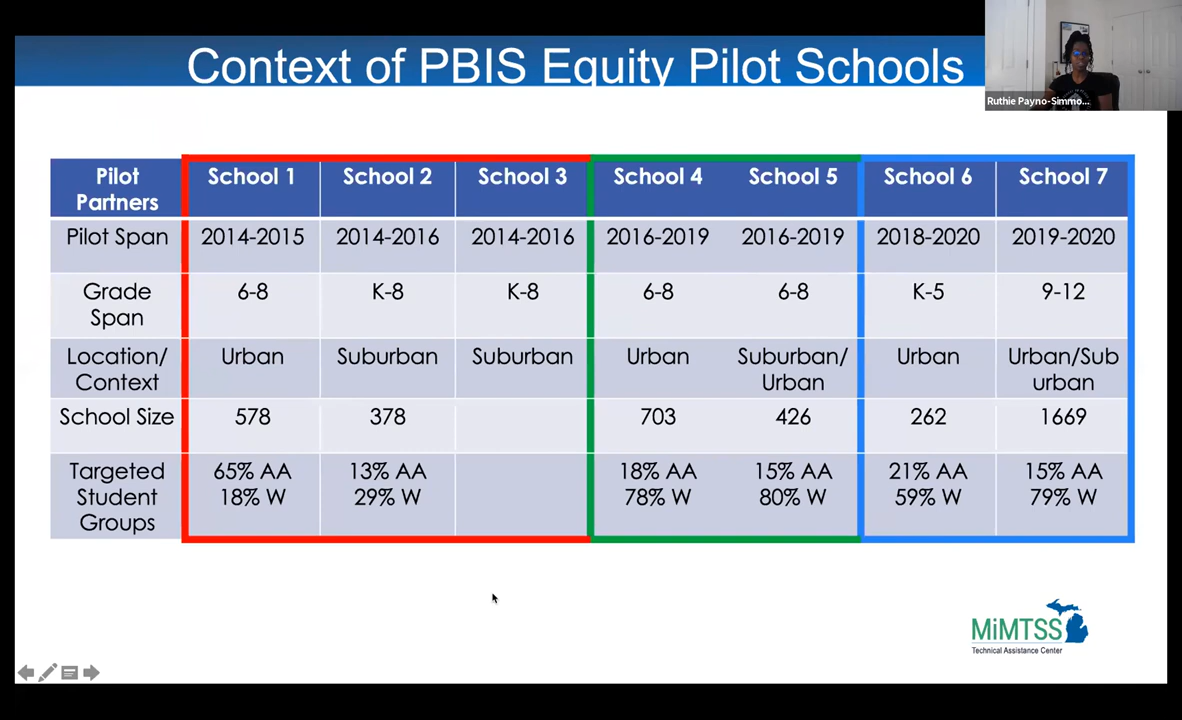 Context of PBIS Equity Pilot Schools
Ruthie Payno-Simmo...
Pilot Partners School 1 School 2 School 3 School 4 School 5 School 6 School 7
Pilot Span 2014-2015 2014-2016 2014-2016 2016-2019 2016-2019 2018-2020 2019-2020
Grade Span 6-8 K-8 K-8 6-8 6-8 K-5 9-12
Location/Context Urban Suburban Suburban Urban Suburban/Urban Urban Urban/Suburban
School Size 578 378 703 426 262 1669
Targeted Student Groups 65% AA 18% W 13% AA 29% W 18% AA 78% W 15% AA 80% W 21% AA 59% W 15% AA 79% W
MiMTSS
Technical Assistance Center